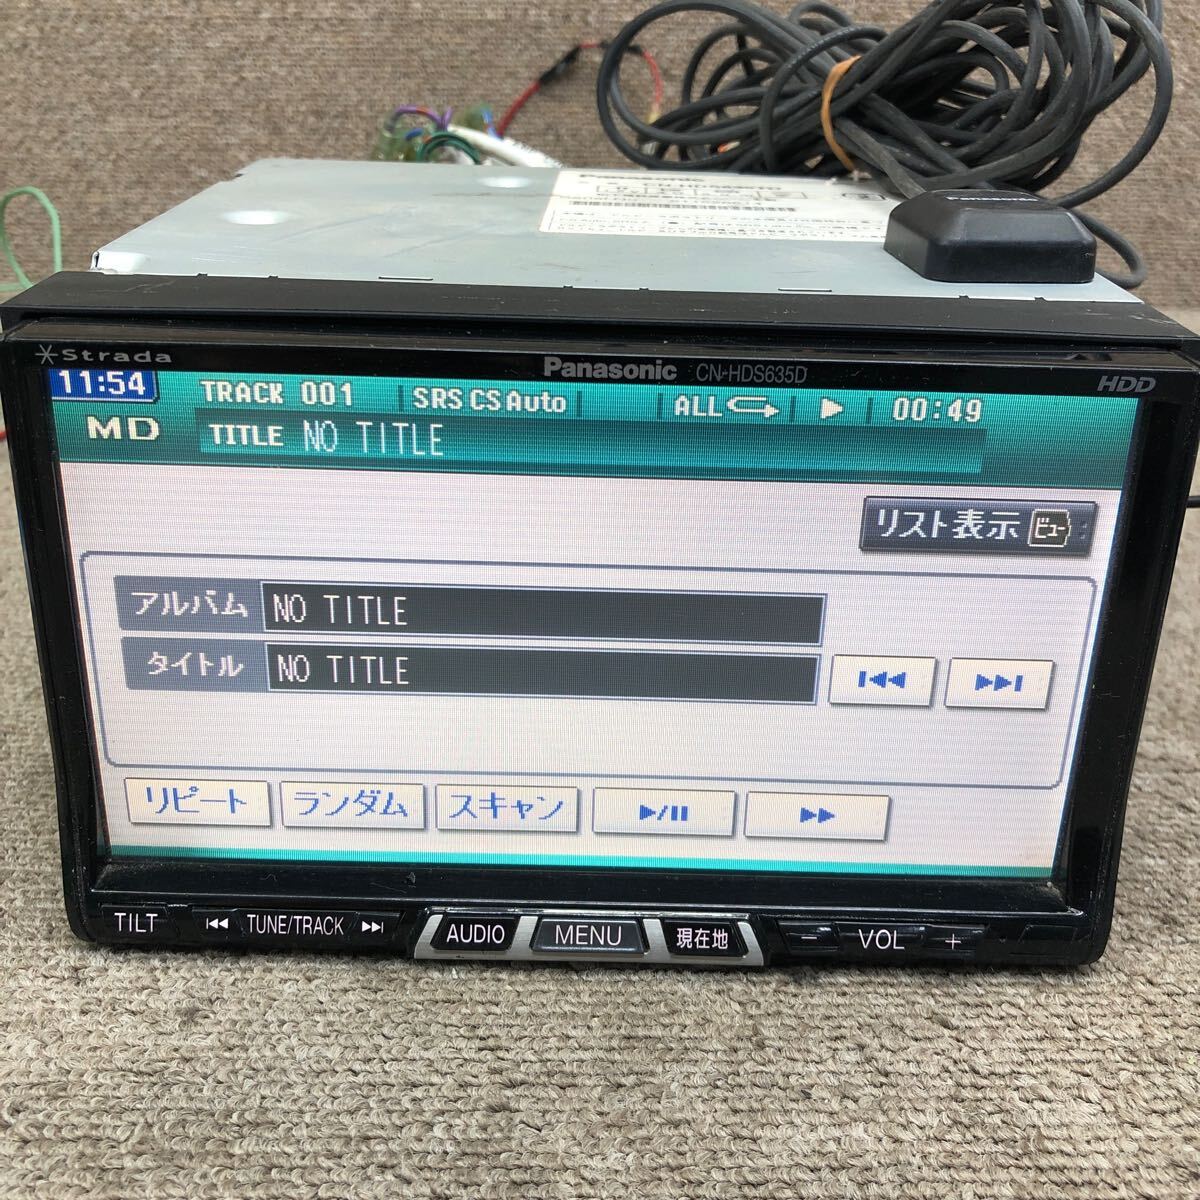 Panasonic
Panasonic
Strada
Panasonic CN-HDS635D
HDD
11:54
TRACK 001
SRS CS Auto
ALL
00:49
MD
TITLE NO TITLE
リスト表示 ビュー
アルバム NO TITLE
タイトル NO TITLE
リピート ランダム スキャン
TILT TUNE/TRACK AUDIO MENU 現在地 － VOL ＋